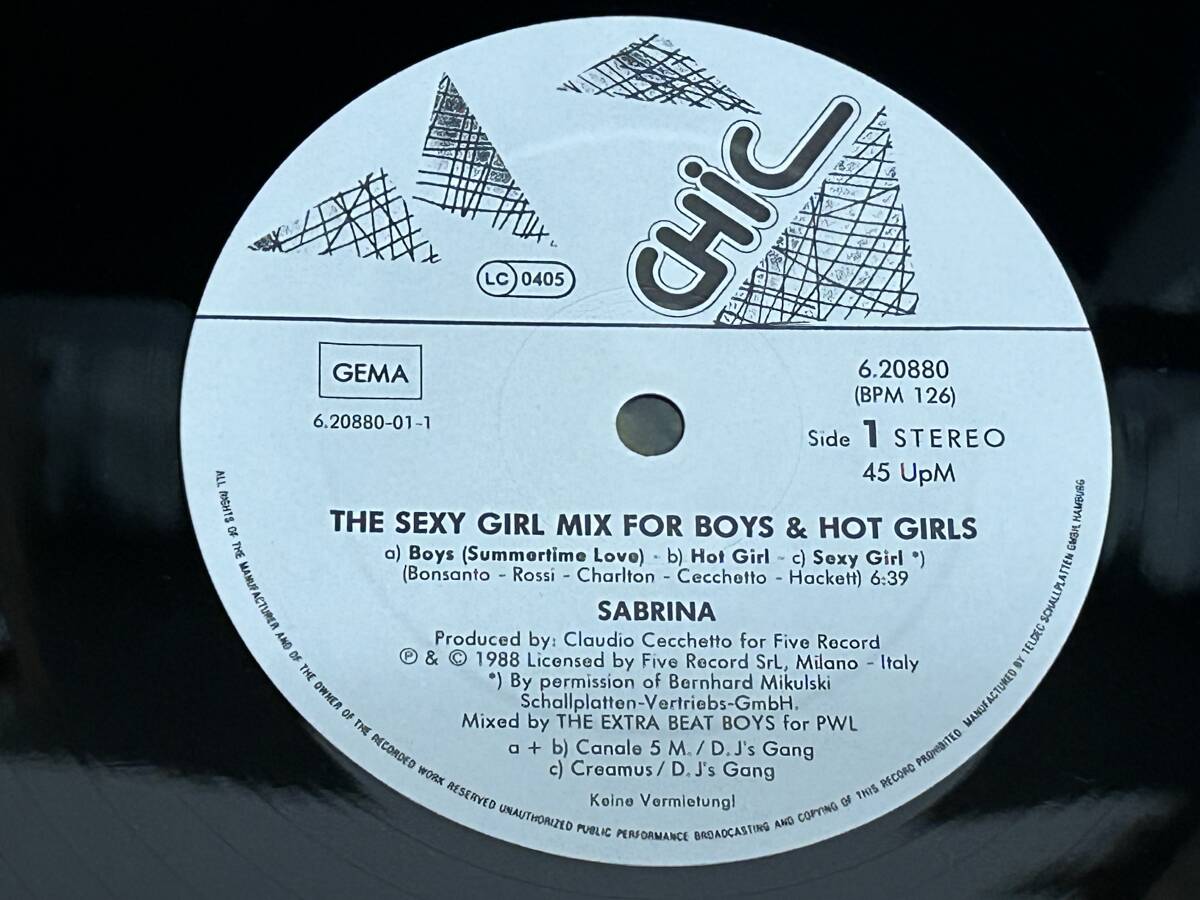 CHIC
LC 0405
GEMA
6.20880-01-1
6.20880
(BPM 126)
Side 1 STEREO
45 UpM
THE SEXY GIRL MIX FOR BOYS & HOT GIRLS
a) Boys (Summertime Love) - b) Hot Girl - c) Sexy Girl *)
(Bonsanto - Rossi - Charlton - Cecchetto - Hackett) 6:39
SABRINA
Produced by: Claudio Cecchetto for Five Record
Ⓟ & © 1988 Licensed by Five Record SrL, Milano - Italy
*) By permission of Bernhard Mikulski
Schallplatten-Vertriebs-GmbH.
Mixed by THE EXTRA BEAT BOYS for PWL
a + b) Canale 5 M. / D.J's Gang
c) Creamus / D.J's Gang
Keine Vermietung!
ALL RIGHTS OF THE MANUFACTURER AND OF THE OWNER OF THE RECORDED WORK RESERVED UNAUTHORIZED PUBLIC PERFORMANCE BROADCASTING AND COPYING OF THIS RECORD PROHIBITED MANUFACTURED BY TELDEC SCHALLPLATTEN GMBH, HAMBURG